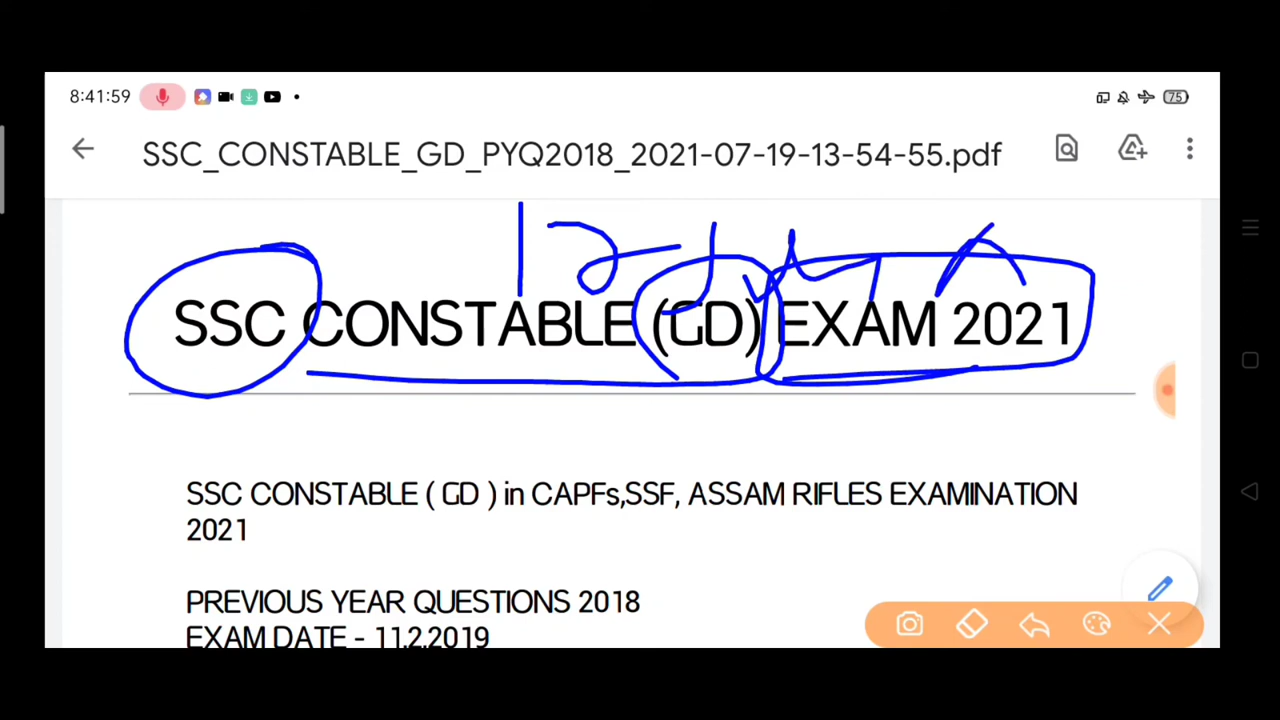 8:41:59
75
SSC_CONSTABLE_GD_PYQ2018_2021-07-19-13-54-55.pdf
SSC CONSTABLE (GD) EXAM 2021
SSC CONSTABLE ( GD ) in CAPFs,SSF, ASSAM RIFLES EXAMINATION
2021
PREVIOUS YEAR QUESTIONS 2018
EXAM DATE - 11.2.2019